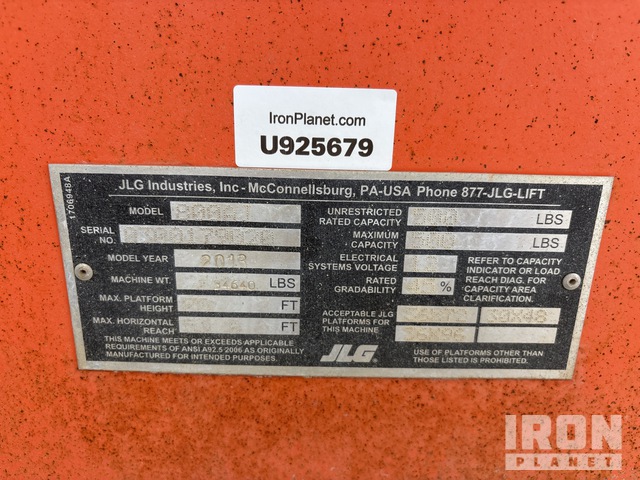 IronPlanet.com
U925679
1706948A
JLG Industries, Inc - McConnellsburg, PA-USA Phone 877-JLG-LIFT
MODEL
SERIAL NO.
MODEL YEAR 2013
MACHINE WT. 34640 LBS
MAX. PLATFORM HEIGHT FT
MAX. HORIZONTAL REACH FT
THIS MACHINE MEETS OR EXCEEDS APPLICABLE
REQUIREMENTS OF ANSI A92.5 2006 AS ORIGINALLY
MANUFACTURED FOR INTENDED PURPOSES.
UNRESTRICTED RATED CAPACITY LBS
MAXIMUM CAPACITY LBS
ELECTRICAL SYSTEMS VOLTAGE
RATED GRADABILITY %
REFER TO CAPACITY
INDICATOR OR LOAD
REACH DIAG. FOR
CAPACITY AREA
CLARIFICATION.
ACCEPTABLE JLG
PLATFORMS FOR
THIS MACHINE
36X48
JLG
USE OF PLATFORMS OTHER THAN
THOSE LISTED IS PROHIBITED.
IRON
PLANET